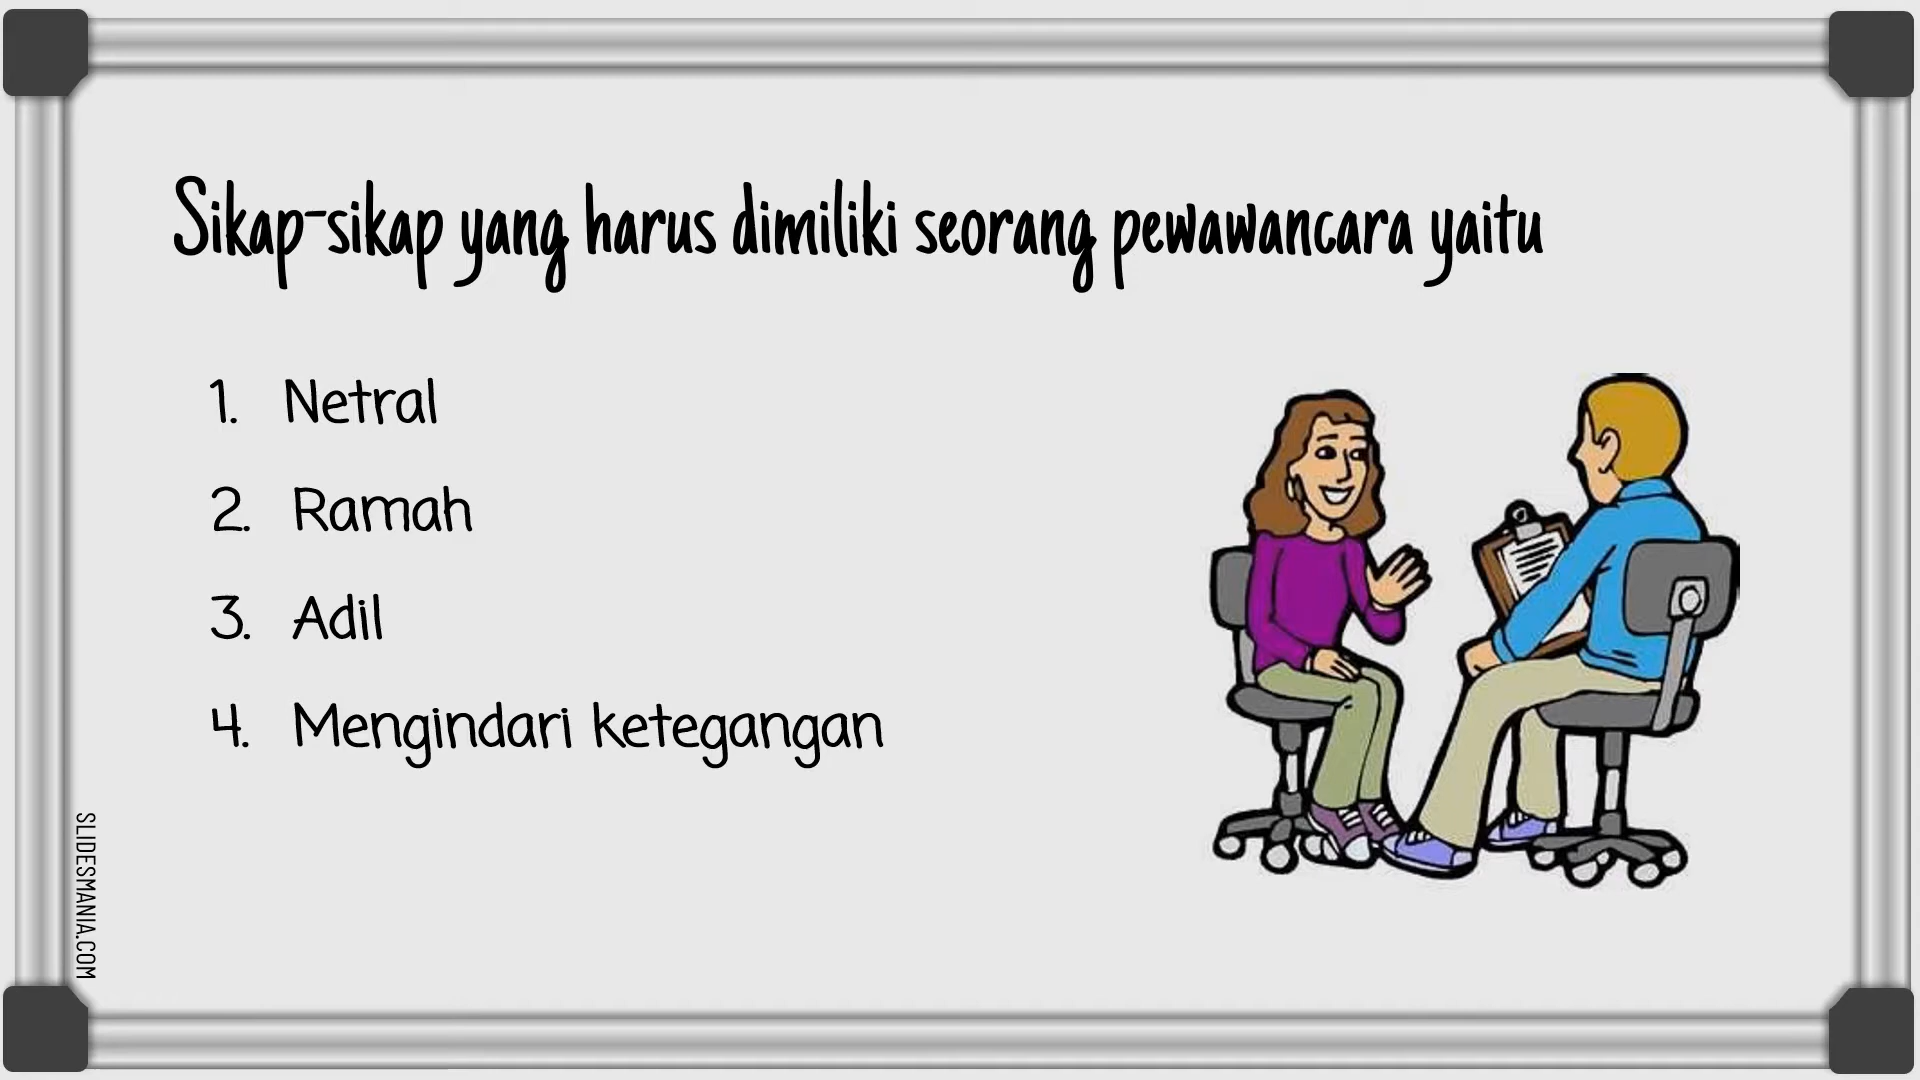 Sikap-sikap yang harus dimiliki seorang pewawancara yaitu
1. Netral
2. Ramah
3. Adil
4. Mengindari ketegangan
SLIDESMANIA.COM